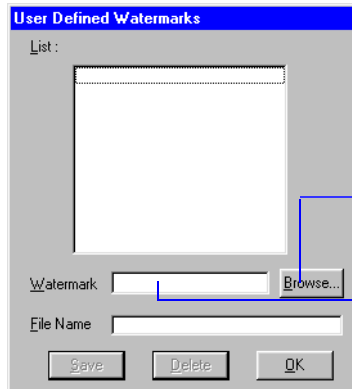 User Defined Watermarks
List :
Watermark Browse...
File Name
Save Delete OK